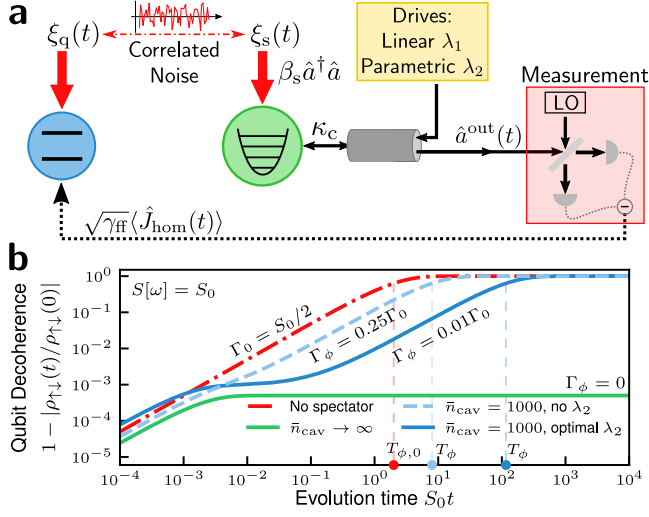 a
ξq(t)
Correlated
Noise
ξs(t)
βs â†â
Drives:
Linear λ1
Parametric λ2
Measurement
LO
κc
â^out(t)
−
√γff⟨Ĵhom(t)⟩
b
S[ω] = S0
Γ0 = S0/2
Γϕ = 0.25Γ0
Γϕ = 0.01Γ0
Γϕ = 0
No spectator
n̄cav = 1000, no λ2
n̄cav → ∞
n̄cav = 1000, optimal λ2
Tϕ,0
Tϕ
Tϕ
Qubit Decoherence
1 − |ρ↑↓(t)/ρ↑↓(0)|
10^0
10^−1
10^−2
10^−3
10^−4
10^−5
10^−4 10^−3 10^−2 10^−1 10^0 10^1 10^2 10^3 10^4
Evolution time S0t